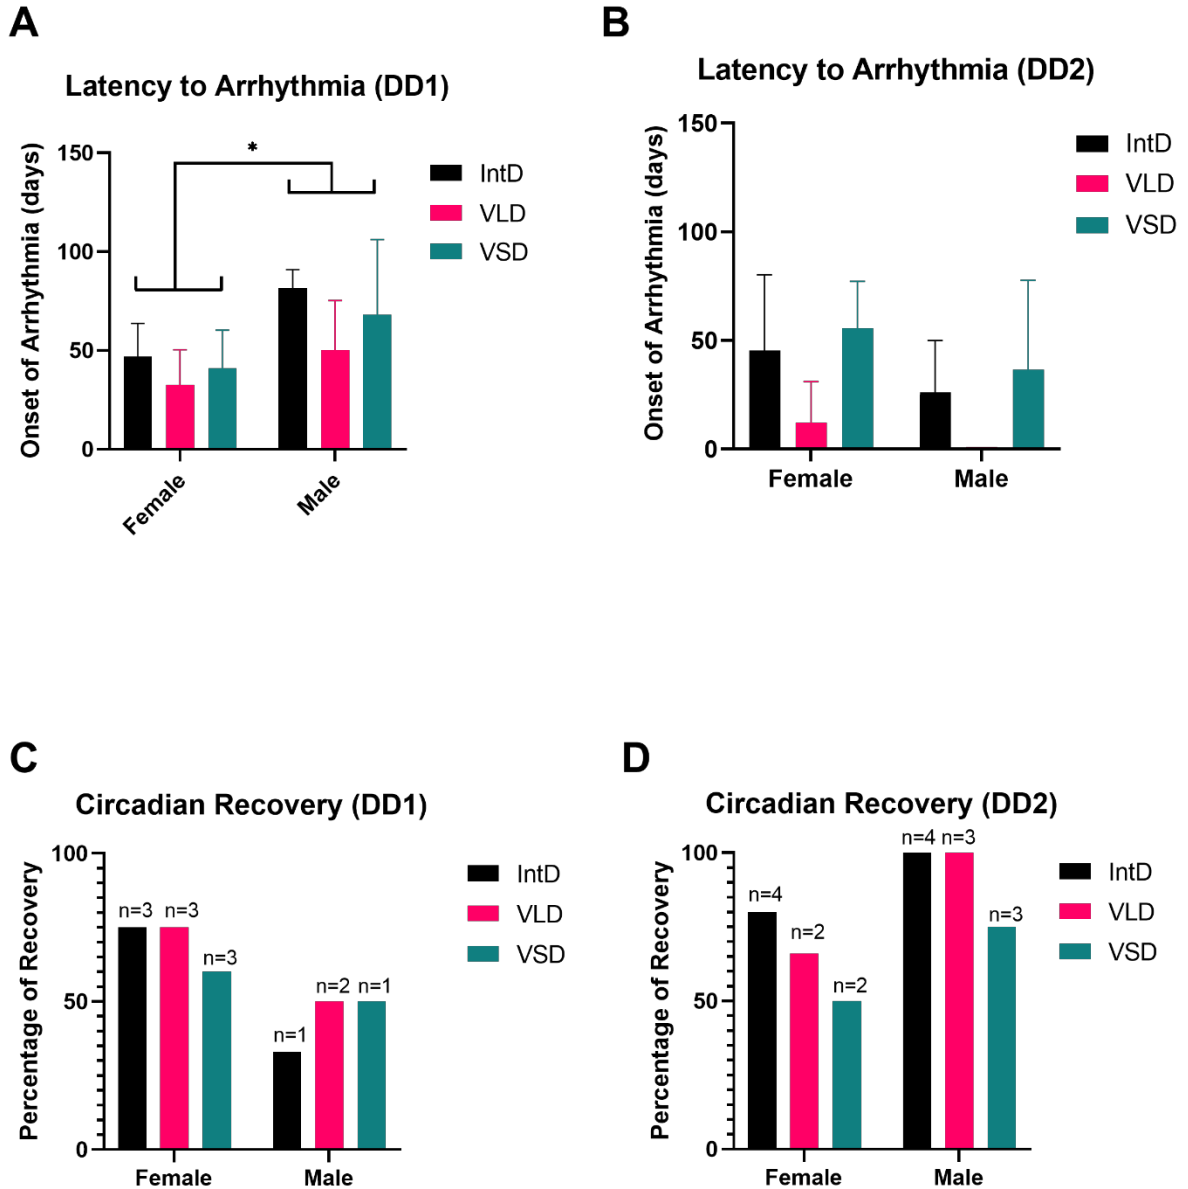 A
Latency to Arrhythmia (DD1)
Onset of Arrhythmia (days)
150
100
50
0
*
IntD
VLD
VSD
Female
Male
B
Latency to Arrhythmia (DD2)
Onset of Arrhythmia (days)
150
100
50
0
IntD
VLD
VSD
Female
Male
C
Circadian Recovery (DD1)
Percentage of Recovery
100
50
0
n=3
n=3
n=3
n=1
n=2
n=1
IntD
VLD
VSD
Female
Male
D
Circadian Recovery (DD2)
Percentage of Recovery
100
50
0
n=4
n=2
n=2
n=4
n=3
n=3
IntD
VLD
VSD
Female
Male